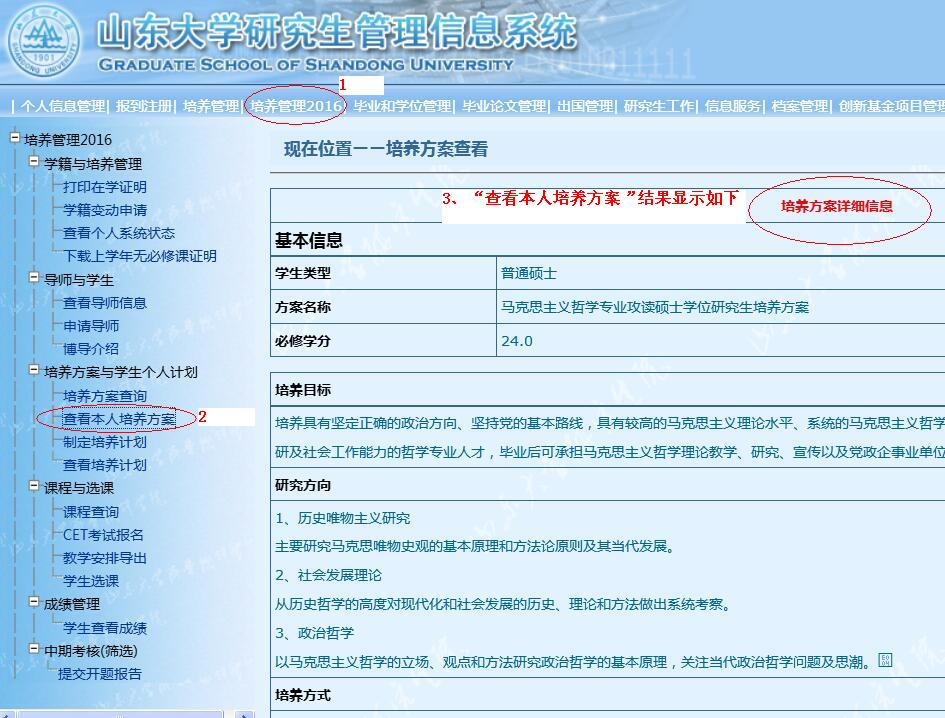 山东大学研究生管理信息系统
GRADUATE SCHOOL OF SHANDONG UNIVERSITY
1
| 个人信息管理| 报到注册| 培养管理| 培养管理2016| 毕业和学位管理| 毕业论文管理| 出国管理| 研究生工作| 信息服务| 档案管理| 创新基金项目管理
培养管理2016
学籍与培养管理
打印在学证明
学籍变动申请
查看个人系统状态
下载上学年无必修课证明
导师与学生
查看导师信息
申请导师
博导介绍
培养方案与学生个人计划
培养方案查询
查看本人培养方案 2
制定培养计划
查看培养计划
课程与选课
课程查询
CET考试报名
教学安排导出
学生选课
成绩管理
学生查看成绩
中期考核(筛选)
提交开题报告
现在位置——培养方案查看
3、“查看本人培养方案 ”结果显示如下
培养方案详细信息
基本信息
学生类型 普通硕士
方案名称 马克思主义哲学专业攻读硕士学位研究生培养方案
必修学分 24.0
培养目标
培养具有坚定正确的政治方向、坚持党的基本路线，具有较高的马克思主义理论水平、系统的马克思主义哲学
研及社会工作能力的哲学专业人才，毕业后可承担马克思主义哲学理论教学、研究、宣传以及党政企事业单位
研究方向
1、历史唯物主义研究
主要研究马克思唯物史观的基本原理和方法论原则及其当代发展。
2、社会发展理论
从历史哲学的高度对现代化和社会发展的历史、理论和方法做出系统考察。
3、政治哲学
以马克思主义哲学的立场、观点和方法研究政治哲学的基本原理，关注当代政治哲学问题及思潮。
培养方式